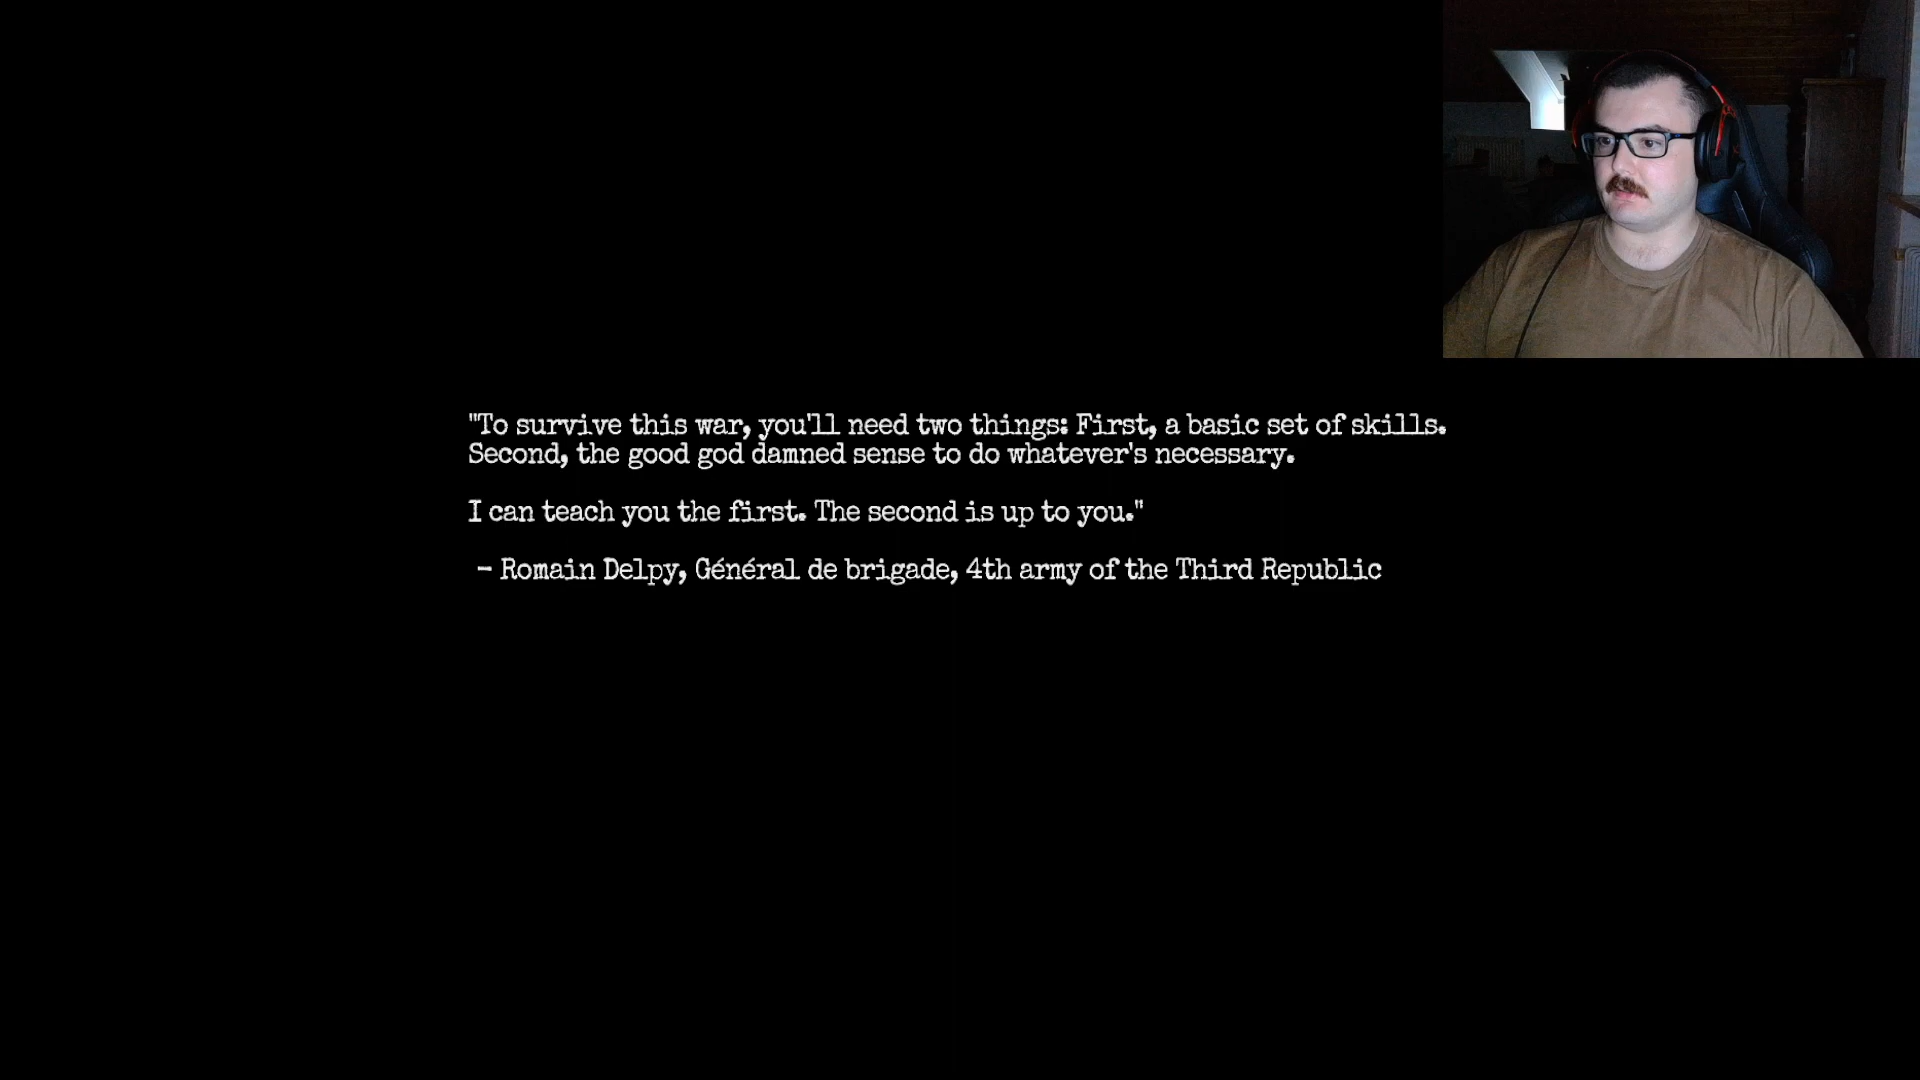 "To survive this war, you'll need two things: First, a basic set of skills.
Second, the good god damned sense to do whatever's necessary.
I can teach you the first. The second is up to you."
– Romain Delpy, Général de brigade, 4th army of the Third Republic